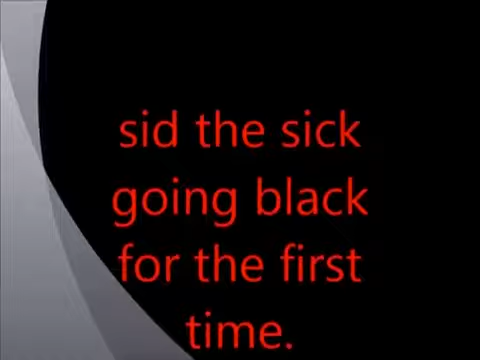 sid the sick
going black
for the first
time.